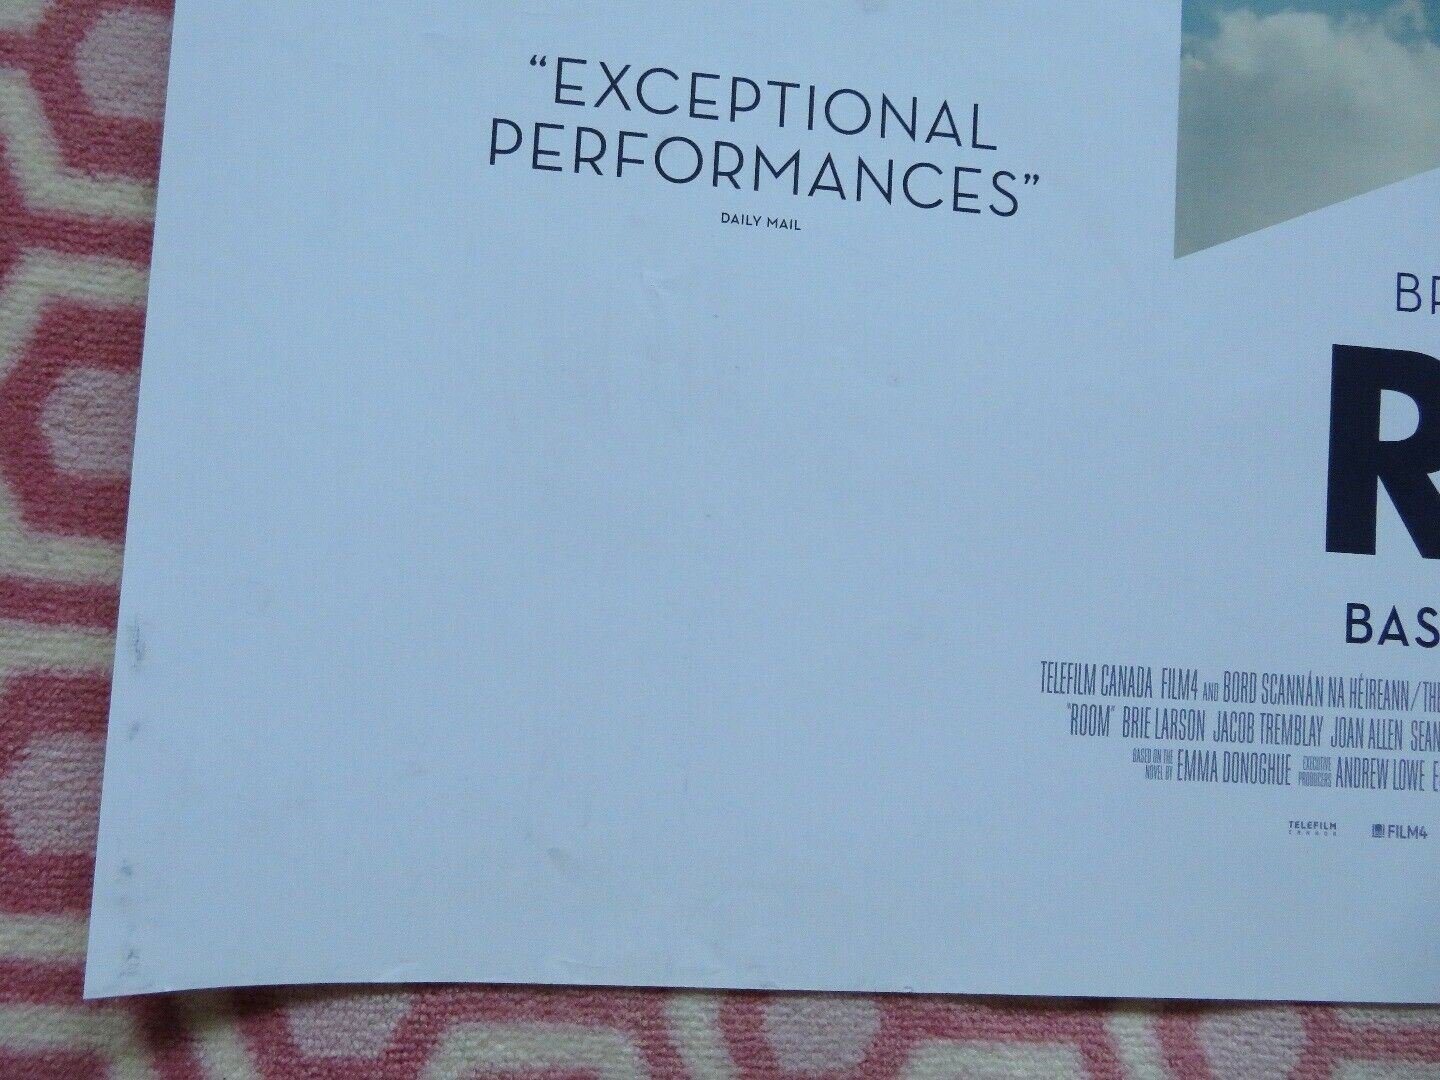 “EXCEPTIONAL
PERFORMANCES”
DAILY MAIL
BR
R
BAS
TELEFILM CANADA FILM4 AND BORD SCANNÁN NA HÉIREANN/THE
"ROOM" BRIE LARSON JACOB TREMBLAY JOAN ALLEN SEAN
BASED ON THE NOVEL BY EMMA DONOGHUE EXECUTIVE PRODUCERS ANDREW LOWE E
TELEFILM CANADA FILM4